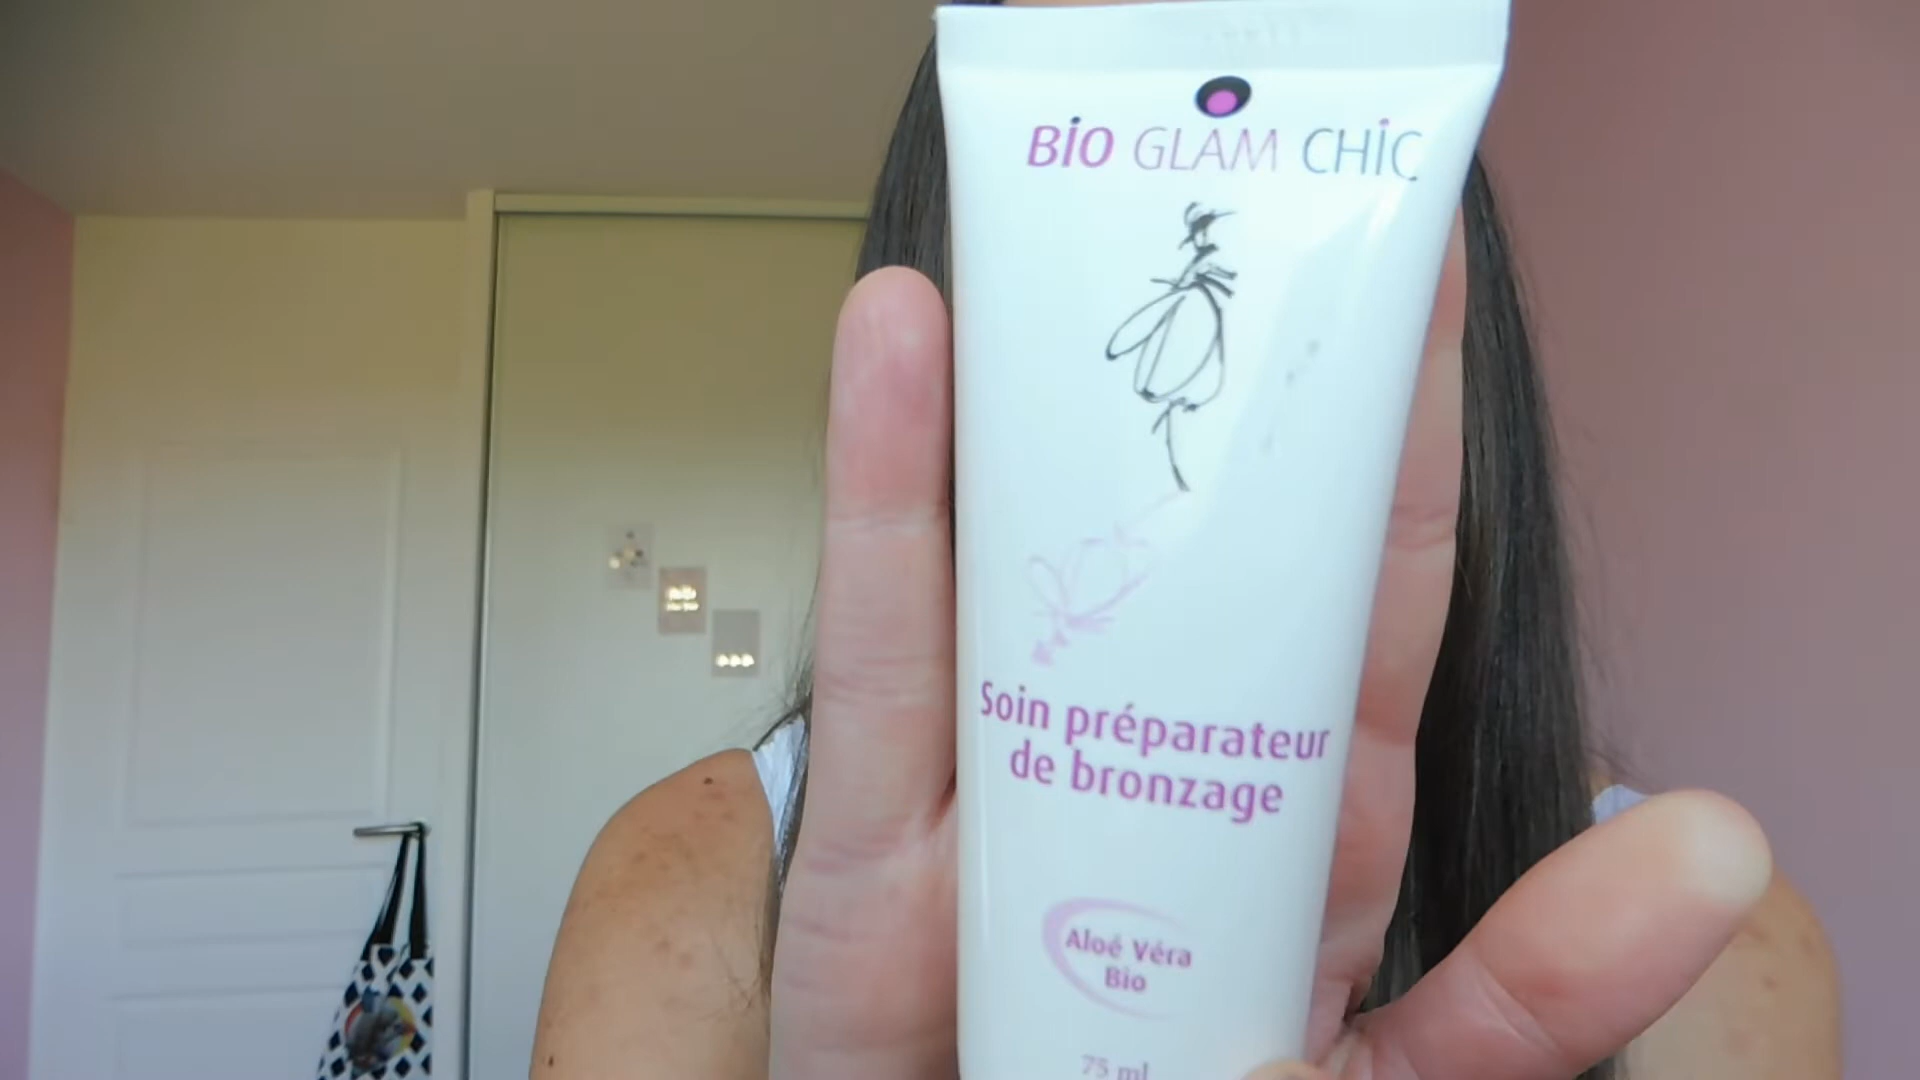 BIO GLAM CHIC
Soin préparateur
de bronzage
Aloé Véra
Bio
75 ml